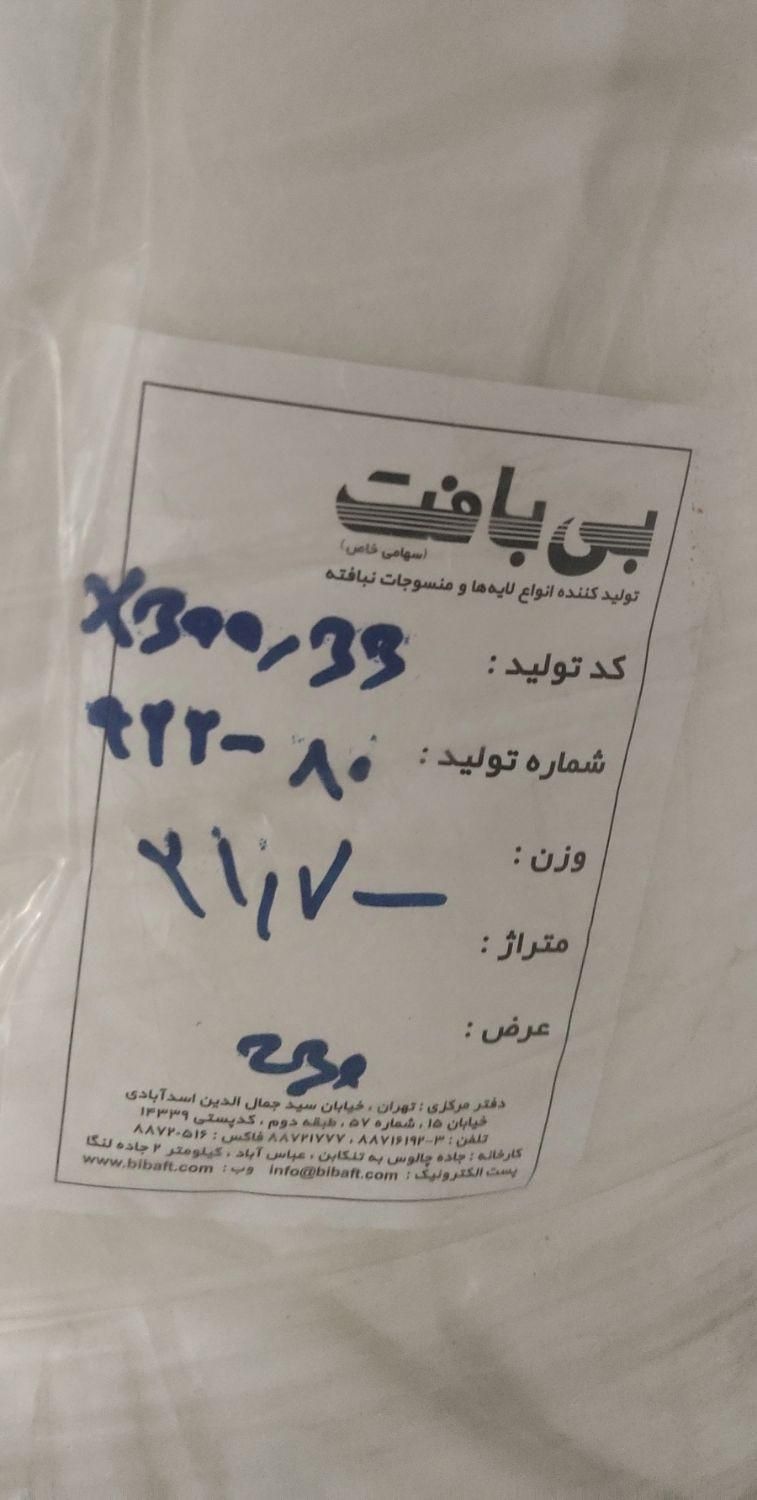 بی بافت
(سهامی خاص)
تولید کننده انواع لایه‌ها و منسوجات نبافته
کد تولید : X300,33
شماره تولید : ۹۲۲-۸۰
وزن : ۲۱٫۷-
متراژ :
عرض : 230
دفتر مرکزی : تهران ، خیابان سید جمال الدین اسدآبادی
خیابان ۱۵ ، شماره ۵۷ ، طبقه دوم ، کدپستی ۱۴۳۳۹
تلفن : ۳-۸۸۷۱۶۱۹۲ ، ۸۸۷۲۱۷۷۷ فاکس : ۸۸۷۲۰۵۱۶
کارخانه : جاده چالوس به تنکابن ، عباس آباد ، کیلومتر ۲ جاده لنگا
پست الکترونیک : info@bibaft.com وب : www.bibaft.com